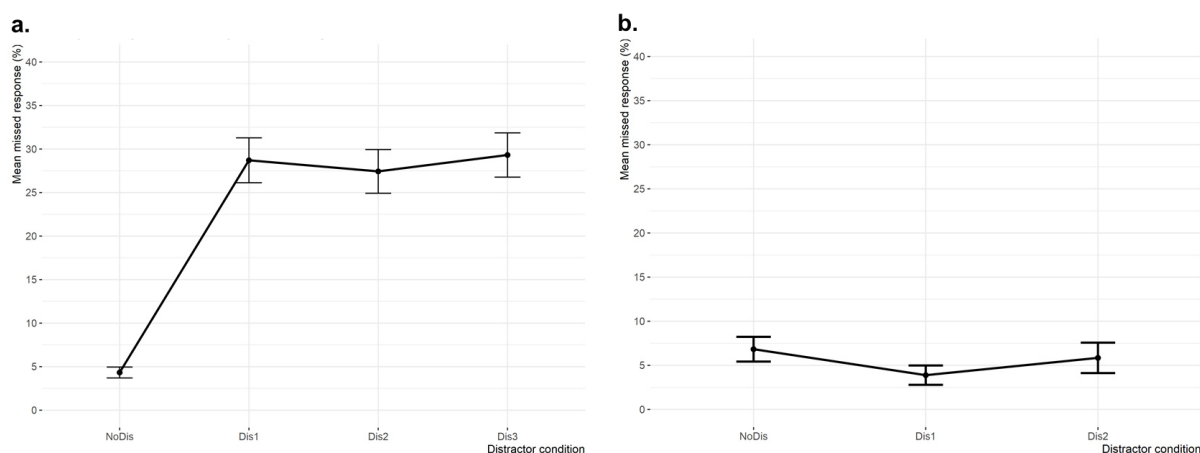 a.
Mean missed response (%)
40
35
30
25
20
15
10
5
0
NoDis Dis1 Dis2 Dis3
Distractor condition
b.
Mean missed response (%)
40
35
30
25
20
15
10
5
0
NoDis Dis1 Dis2
Distractor condition